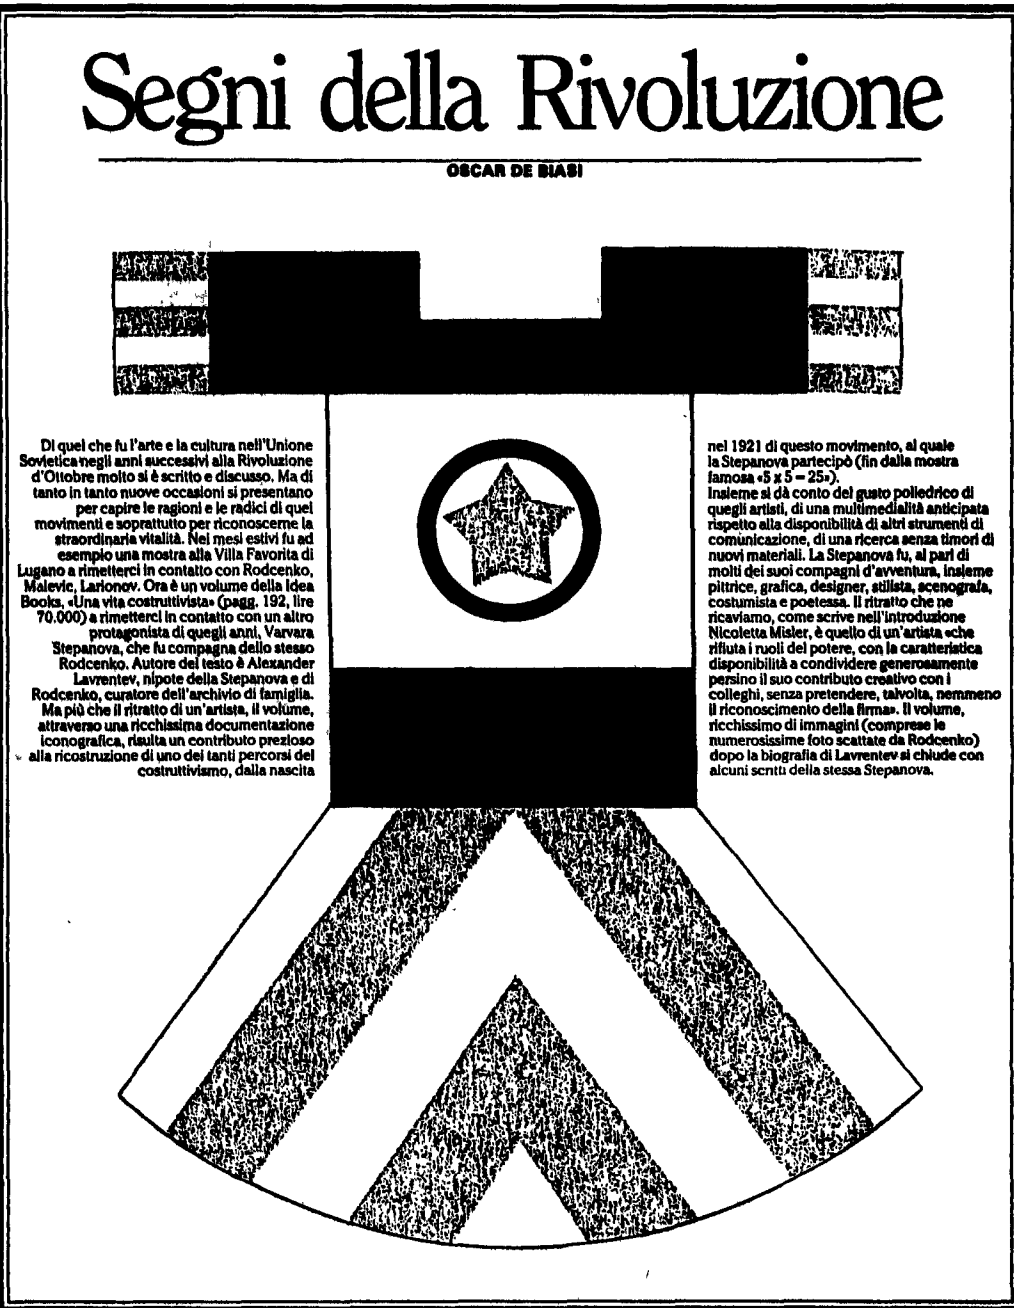 Segni della Rivoluzione
OSCAR DE BIASI
Di quel che fu l'arte e la cultura nell'Unione
Sovietica negli anni successivi alla Rivoluzione
d'Ottobre molto si è scritto e discusso. Ma di
tanto in tanto nuove occasioni si presentano
per capire le ragioni e le radici di quei
movimenti e soprattutto per riconoscerne la
straordinaria vitalità. Nei mesi estivi fu ad
esempio una mostra alla Villa Favorita di
Lugano a rimetterci in contatto con Rodcenko,
Malevic, Larionov. Ora è un volume della Idea
Books, «Una vita costruttivista» (pagg. 192, lire
70.000) a rimetterci in contatto con un altro
protagonista di quegli anni, Varvara
Stepanova, che fu compagna dello stesso
Rodcenko. Autore del testo è Alexander
Lavrentev, nipote della Stepanova e di
Rodcenko, curatore dell'archivio di famiglia.
Ma più che il ritratto di un'artista, il volume,
attraverso una ricchissima documentazione
iconografica, risulta un contributo prezioso
alla ricostruzione di uno dei tanti percorsi del
costruttivismo, dalla nascita
nel 1921 di questo movimento, al quale
la Stepanova partecipò (fin dalla mostra
famosa «5 x 5 = 25»).
Insieme si dà conto del gusto poliedrico di
quegli artisti, di una multimedialità anticipata
rispetto alla disponibilità di altri strumenti di
comunicazione, di una ricerca senza timori di
nuovi materiali. La Stepanova fu, al pari di
molti dei suoi compagni d'avventura, insieme
pittrice, grafica, designer, stilista, scenografa,
costumista e poetessa. Il ritratto che ne
ricaviamo, come scrive nell'introduzione
Nicoletta Misler, è quello di un'artista «che
rifiuta i ruoli del potere, con la caratteristica
disponibilità a condividere generosamente
persino il suo contributo creativo con i
colleghi, senza pretendere, talvolta, nemmeno
il riconoscimento della firma». Il volume,
ricchissimo di immagini (comprese le
numerosissime foto scattate da Rodcenko)
dopo la biografia di Lavrentev si chiude con
alcuni scritti della stessa Stepanova.